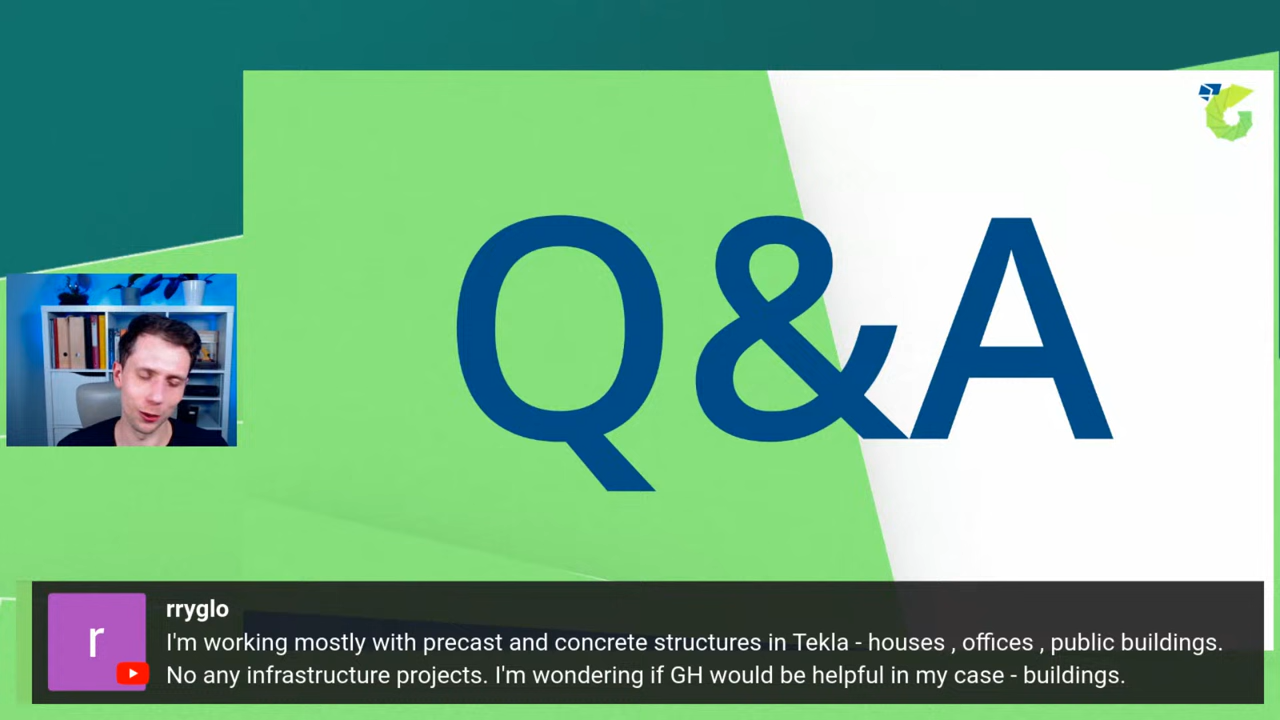 Q&A
r
rryglo
I'm working mostly with precast and concrete structures in Tekla - houses , offices , public buildings.
No any infrastructure projects. I'm wondering if GH would be helpful in my case - buildings.